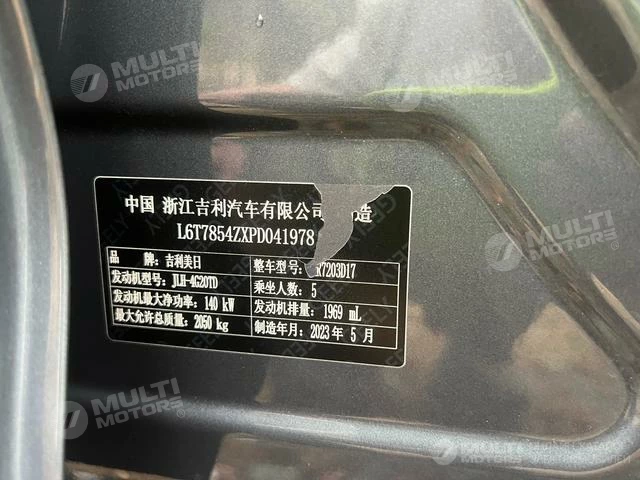 MULTI MOTORS
MULTI MOTORS
中国 浙江吉利汽车有限公司 造
L6T7854ZXPD041978
品 牌: 吉利美日 整车型号: R7203D17
发动机型号: JLH-4G20TD 乘坐人数: 5
发动机最大净功率: 140 kW 发动机排量: 1969 mL
最大允许总质量: 2050 kg 制造年月: 2023 年 5 月
GEELY
MULTI MOTORS
MULTI MOTORS